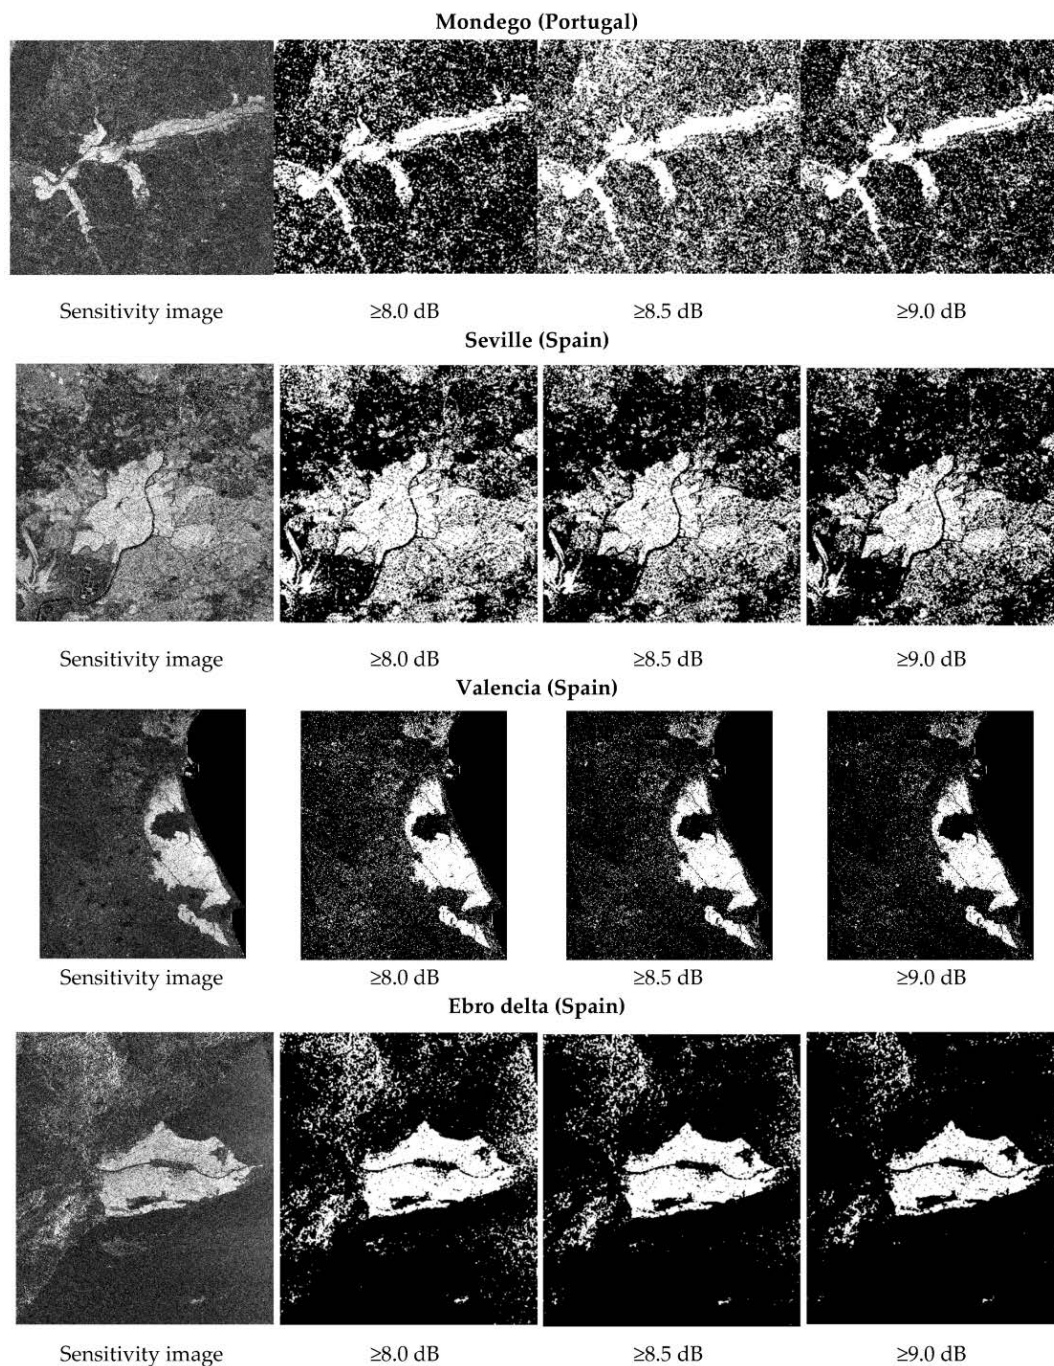 Mondego (Portugal)
Sensitivity image ≥8.0 dB ≥8.5 dB ≥9.0 dB
Seville (Spain)
Sensitivity image ≥8.0 dB ≥8.5 dB ≥9.0 dB
Valencia (Spain)
Sensitivity image ≥8.0 dB ≥8.5 dB ≥9.0 dB
Ebro delta (Spain)
Sensitivity image ≥8.0 dB ≥8.5 dB ≥9.0 dB